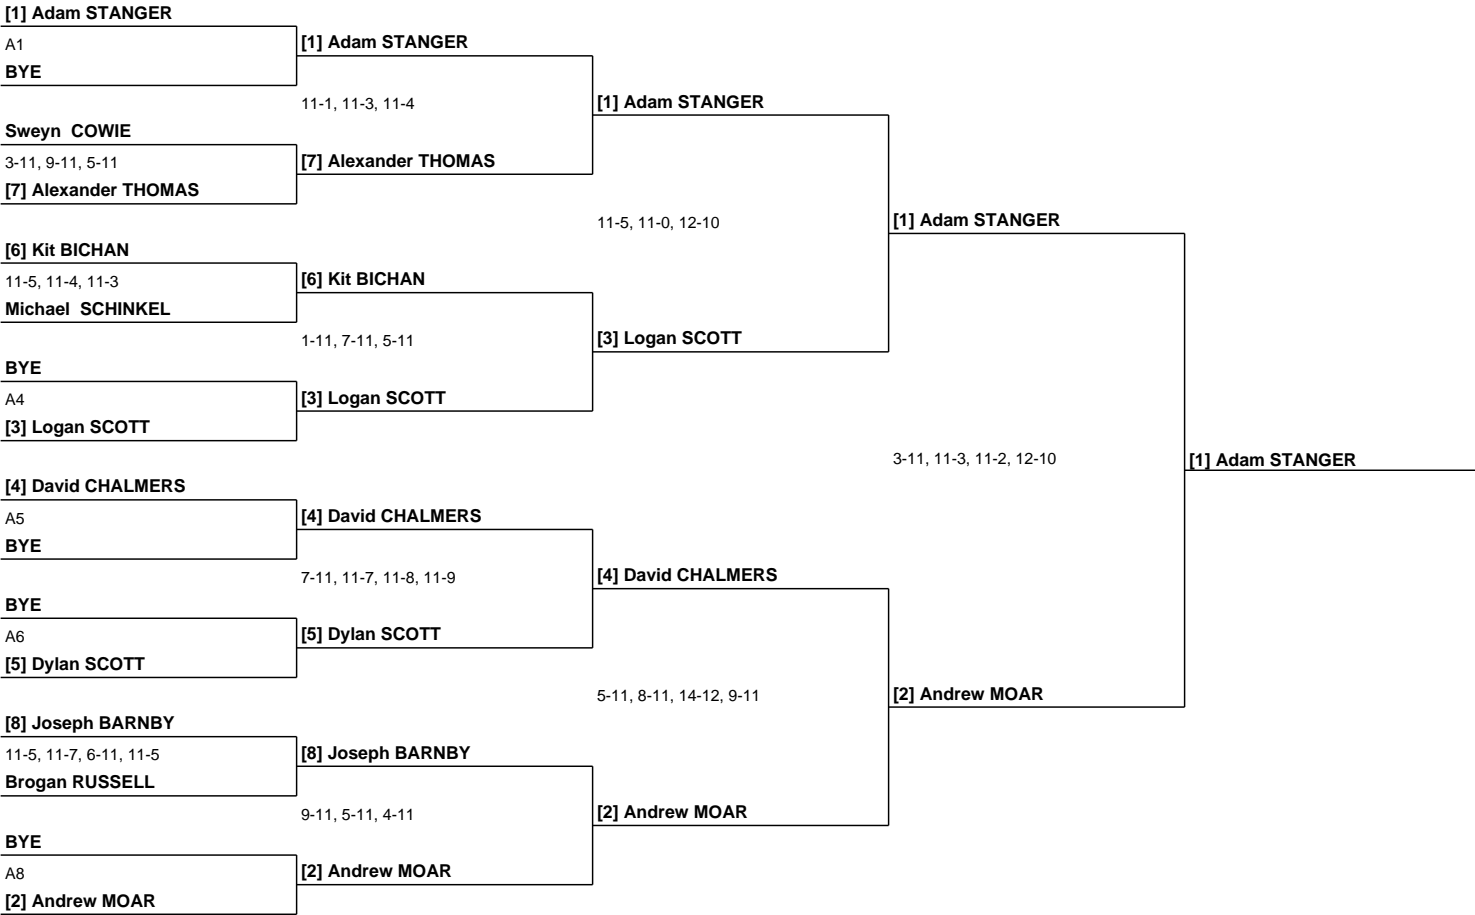 [1] Adam STANGER
A1
BYE
Sweyn  COWIE
3-11, 9-11, 5-11
[7] Alexander THOMAS
[6] Kit BICHAN
11-5, 11-4, 11-3
Michael  SCHINKEL
BYE
A4
[3] Logan SCOTT
[4] David CHALMERS
A5
BYE
BYE
A6
[5] Dylan SCOTT
[8] Joseph BARNBY
11-5, 11-7, 6-11, 11-5
Brogan RUSSELL
BYE
A8
[2] Andrew MOAR
[1] Adam STANGER
11-1, 11-3, 11-4
[7] Alexander THOMAS
[6] Kit BICHAN
1-11, 7-11, 5-11
[3] Logan SCOTT
[4] David CHALMERS
7-11, 11-7, 11-8, 11-9
[5] Dylan SCOTT
[8] Joseph BARNBY
9-11, 5-11, 4-11
[2] Andrew MOAR
[1] Adam STANGER
11-5, 11-0, 12-10
[3] Logan SCOTT
[4] David CHALMERS
5-11, 8-11, 14-12, 9-11
[2] Andrew MOAR
[1] Adam STANGER
3-11, 11-3, 11-2, 12-10
[2] Andrew MOAR
[1] Adam STANGER